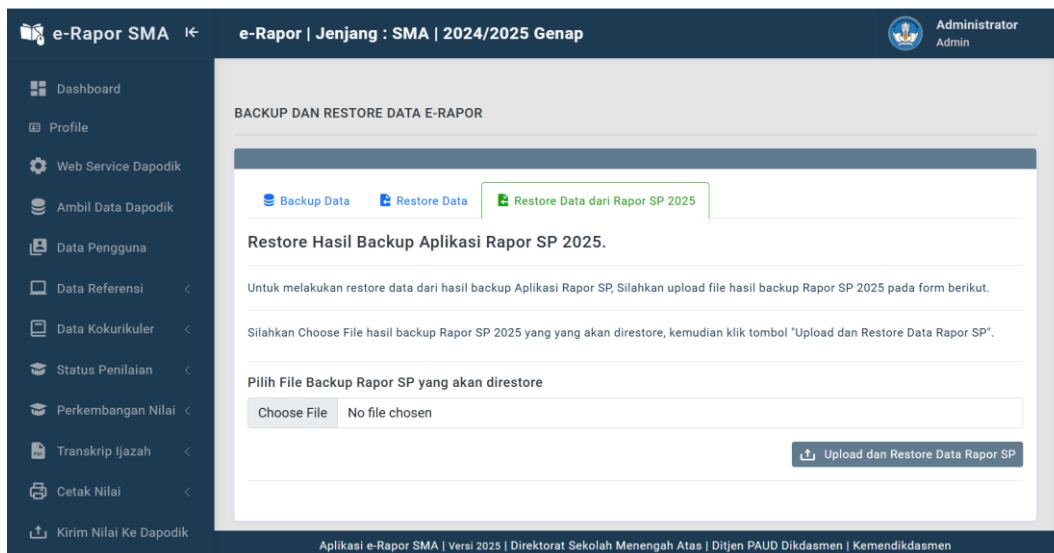 e-Rapor SMA
e-Rapor | Jenjang : SMA | 2024/2025 Genap
Administrator
Admin
Dashboard
Profile
Web Service Dapodik
Ambil Data Dapodik
Data Pengguna
Data Referensi
Data Kokurikuler
Status Penilaian
Perkembangan Nilai
Transkrip Ijazah
Cetak Nilai
Kirim Nilai Ke Dapodik
BACKUP DAN RESTORE DATA E-RAPOR
Backup Data
Restore Data
Restore Data dari Rapor SP 2025
Restore Hasil Backup Aplikasi Rapor SP 2025.
Untuk melakukan restore data dari hasil backup Aplikasi Rapor SP, Silahkan upload file hasil backup Rapor SP 2025 pada form berikut.
Silahkan Choose File hasil backup Rapor SP 2025 yang yang akan direstore, kemudian klik tombol "Upload dan Restore Data Rapor SP".
Pilih File Backup Rapor SP yang akan direstore
Choose File No file chosen
Upload dan Restore Data Rapor SP
Aplikasi e-Rapor SMA | Versi 2025 | Direktorat Sekolah Menengah Atas | Ditjen PAUD Dikdasmen | Kemendikdasmen